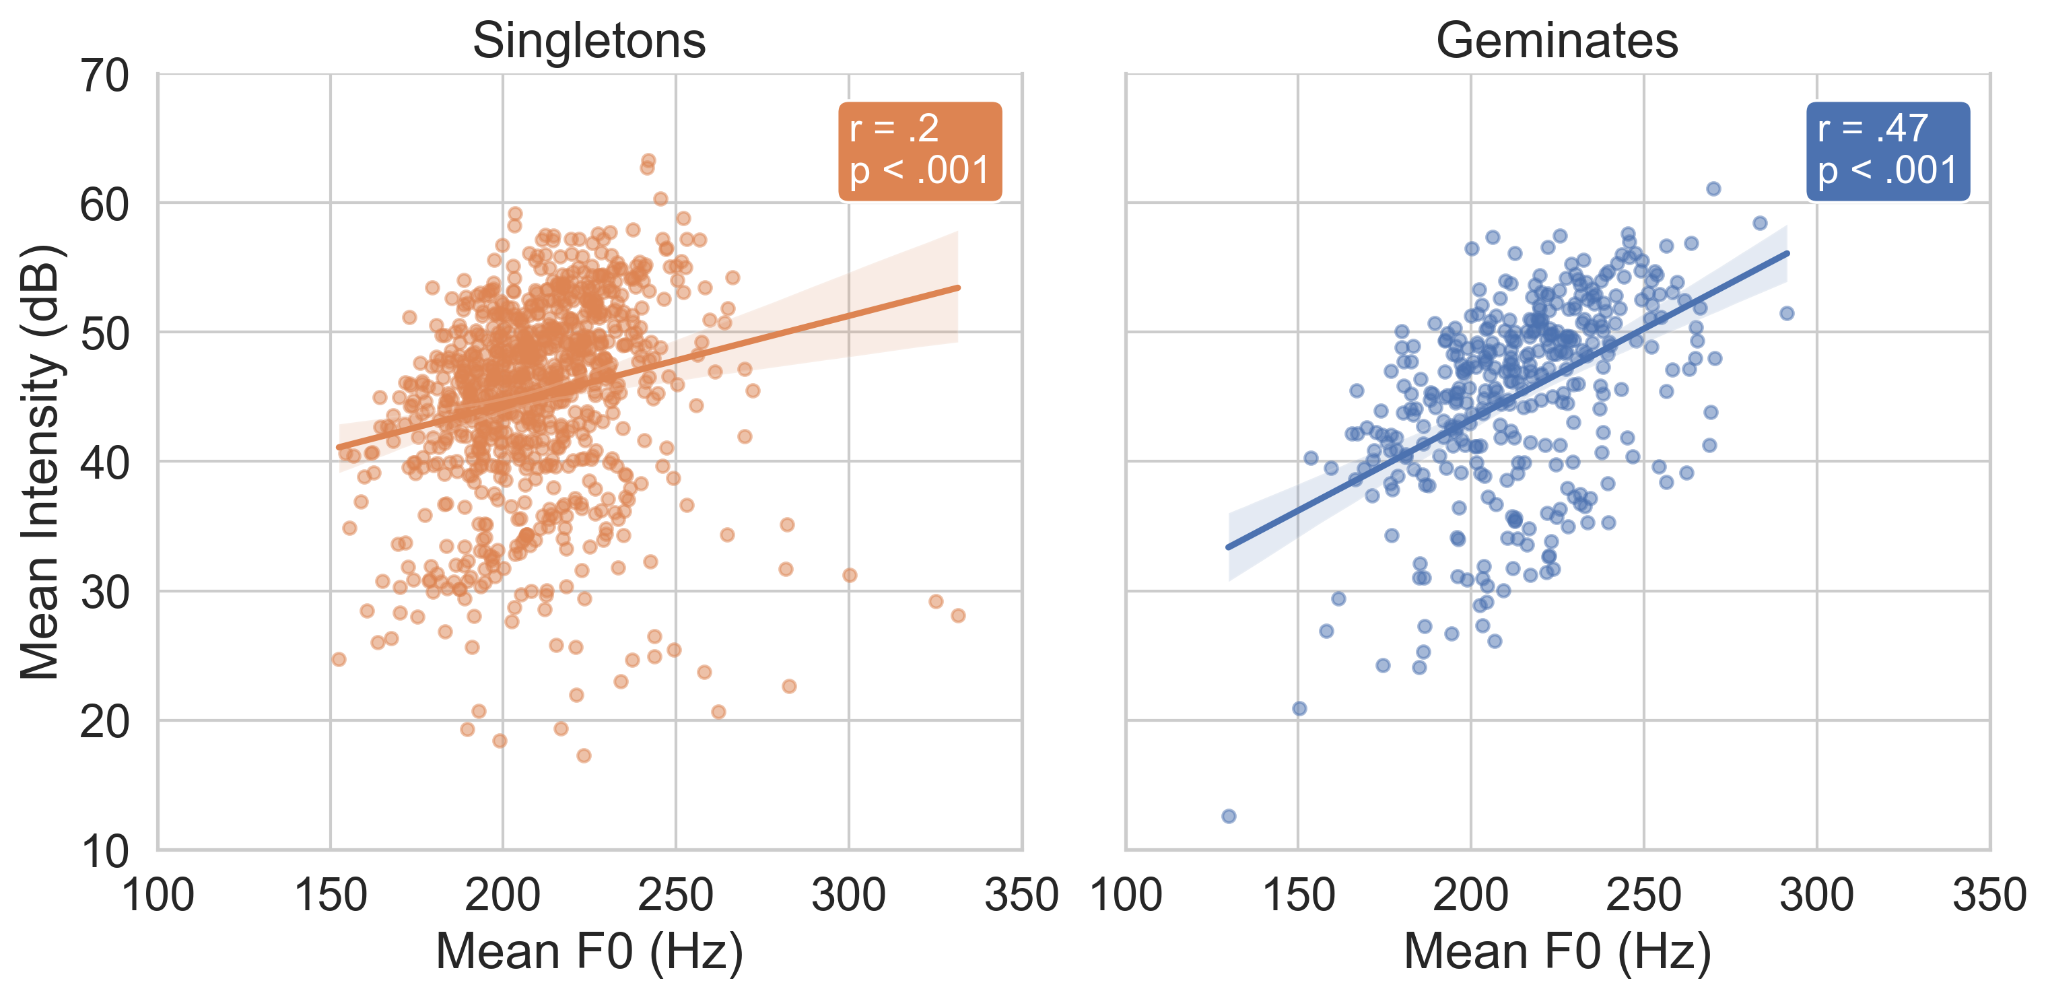 Singletons
Geminates
r = .2
p < .001
r = .47
p < .001
Mean Intensity (dB)
70
60
50
40
30
20
10
100 150 200 250 300 350
100 150 200 250 300 350
Mean F0 (Hz)
Mean F0 (Hz)